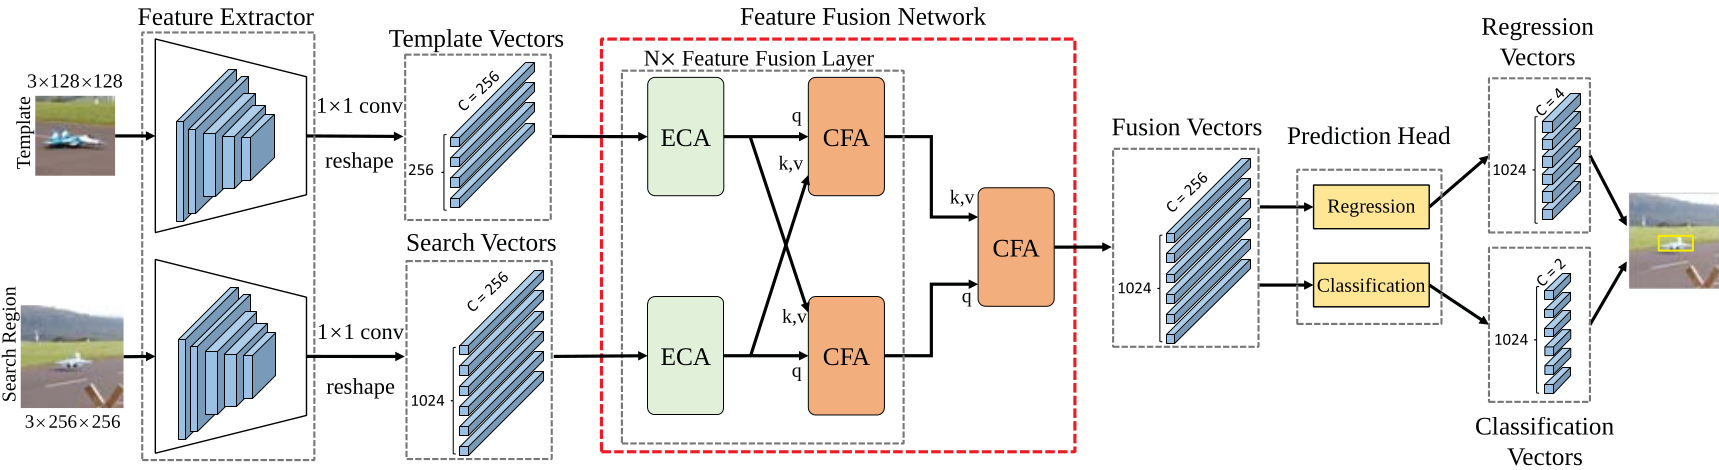 Feature Extractor
3×128×128
Template
Search Region
3×256×256
1×1 conv
reshape
1×1 conv
reshape
Template Vectors
C = 256
256
Search Vectors
C = 256
1024
Feature Fusion Network
N× Feature Fusion Layer
ECA
q
k,v
CFA
ECA
k,v
q
CFA
k,v
q
CFA
Fusion Vectors
C = 256
1024
Prediction Head
Regression
Classification
Regression
Vectors
C = 4
1024
C = 2
1024
Classification
Vectors